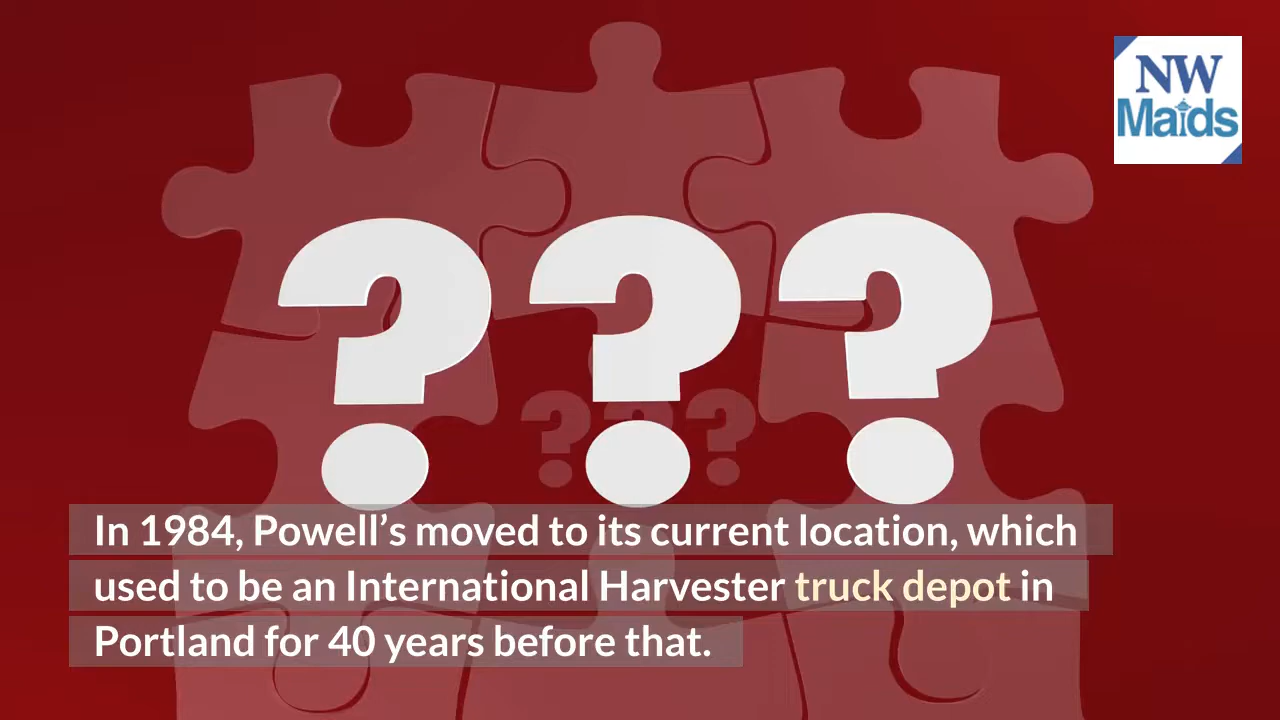 NW
Maids
? ? ?
? ? ?
In 1984, Powell’s moved to its current location, which
used to be an International Harvester truck depot in
Portland for 40 years before that.